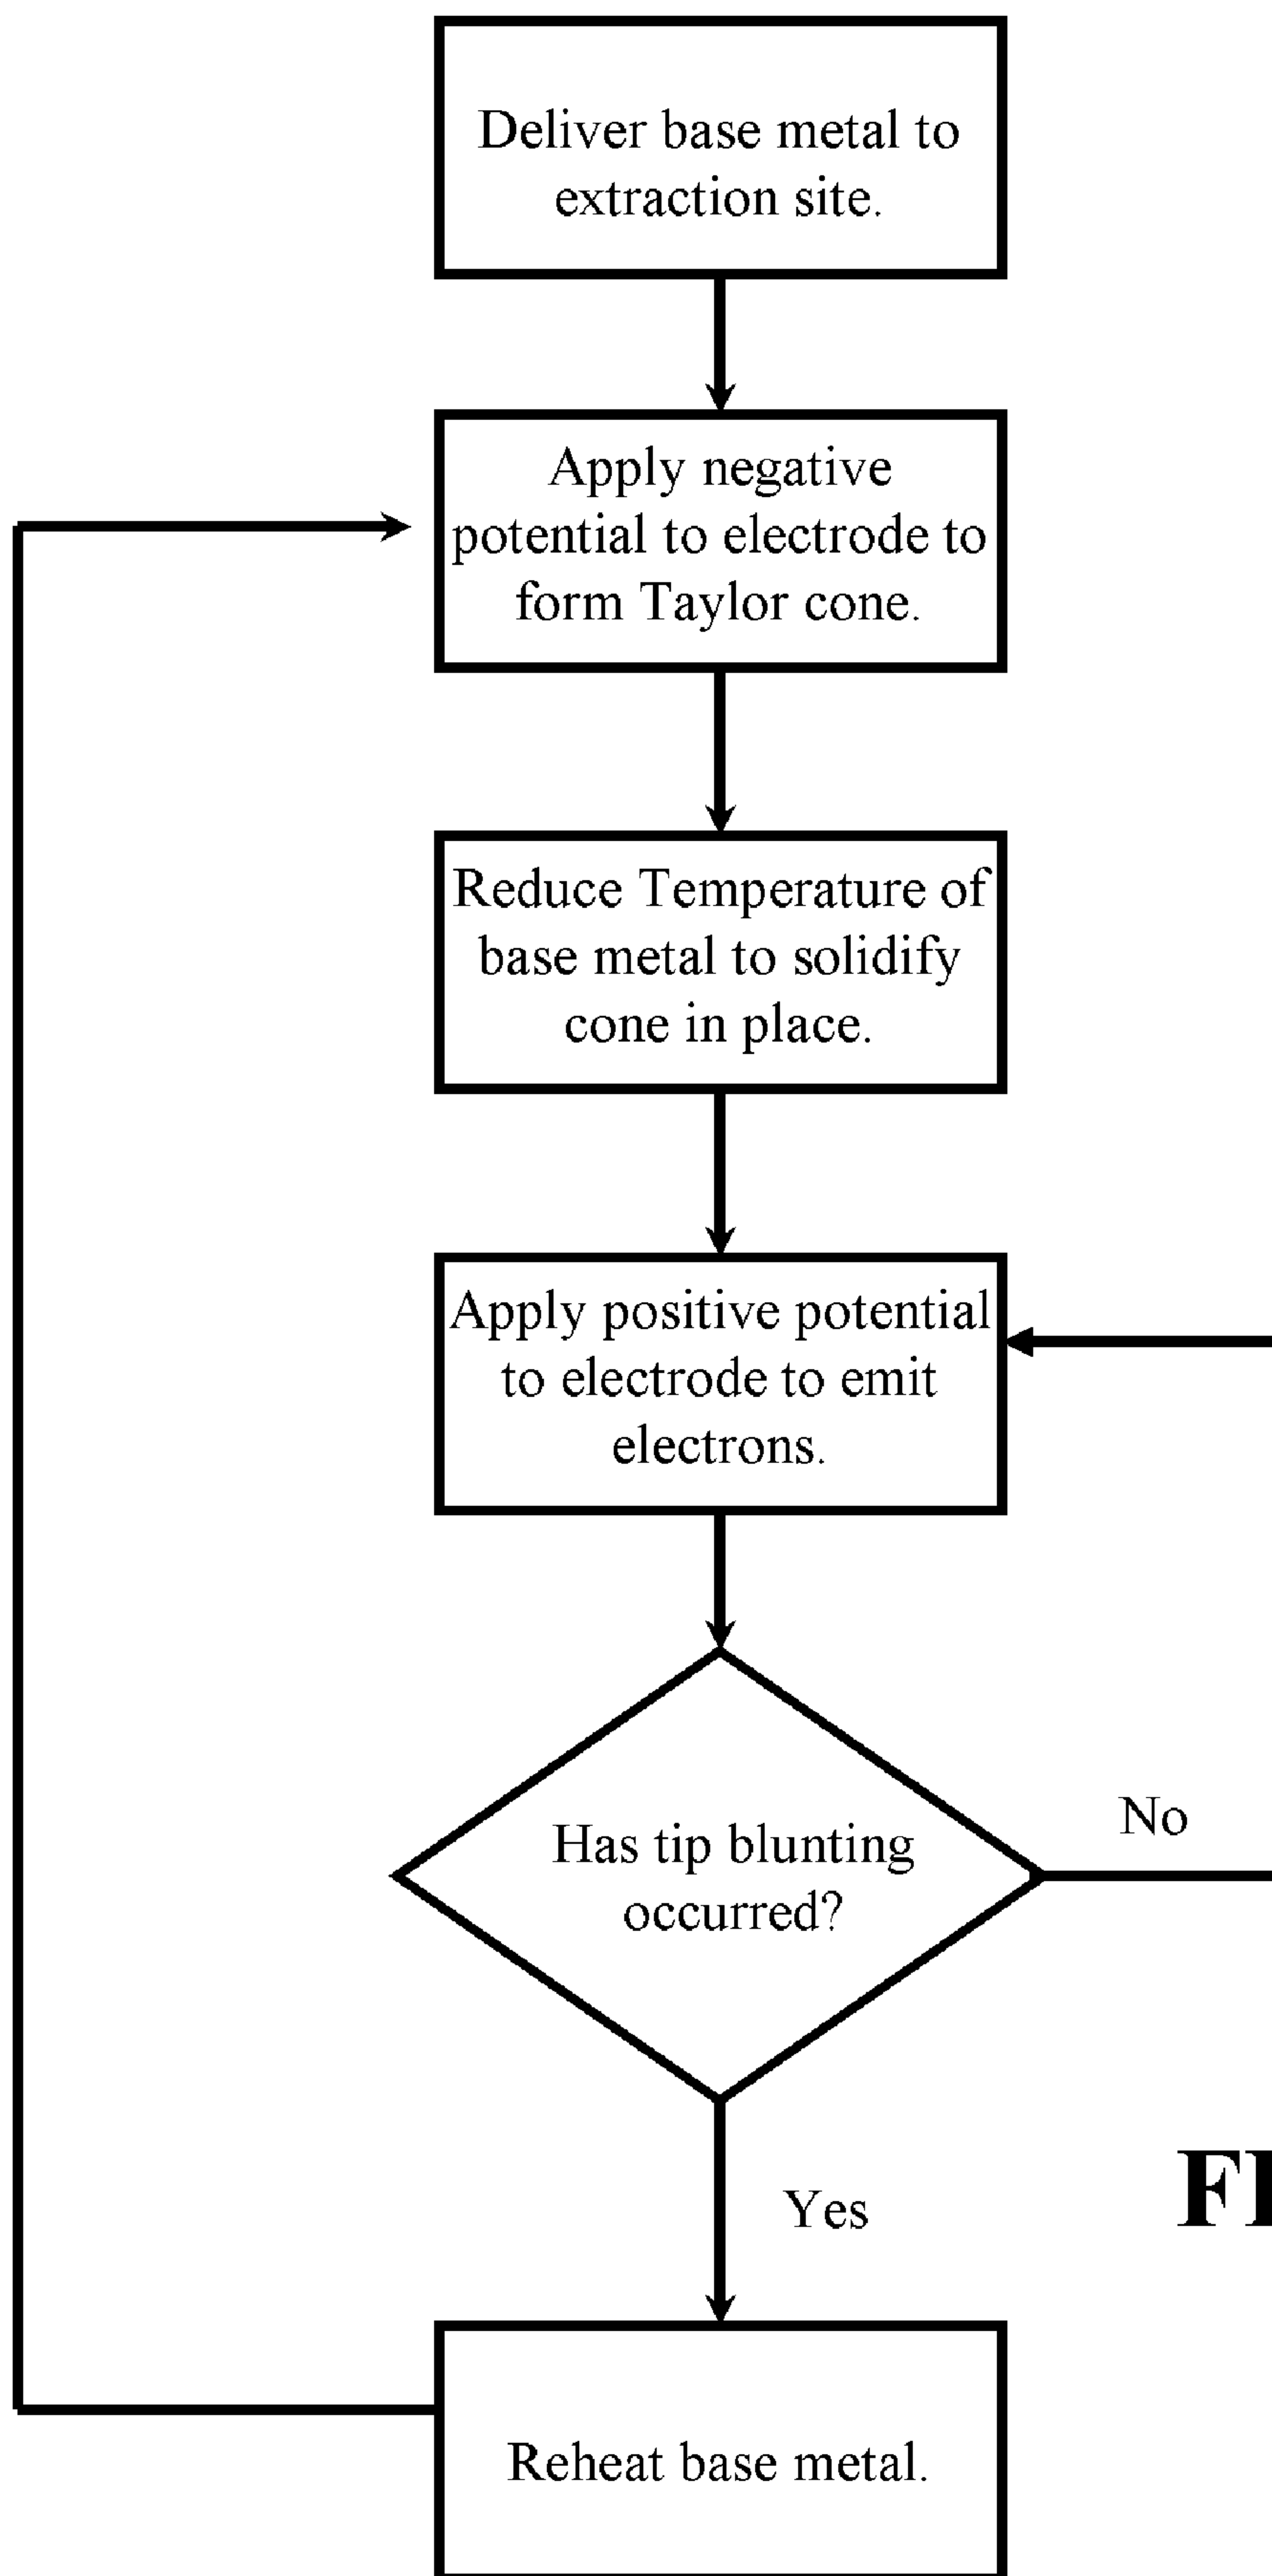 Deliver base metal to
extraction site.
Apply negative
potential to electrode to
form Taylor cone.
Reduce Temperature of
base metal to solidify
cone in place.
Apply positive potential
to electrode to emit
electrons.
Has tip blunting
occurred?
No
Yes
Reheat base metal.